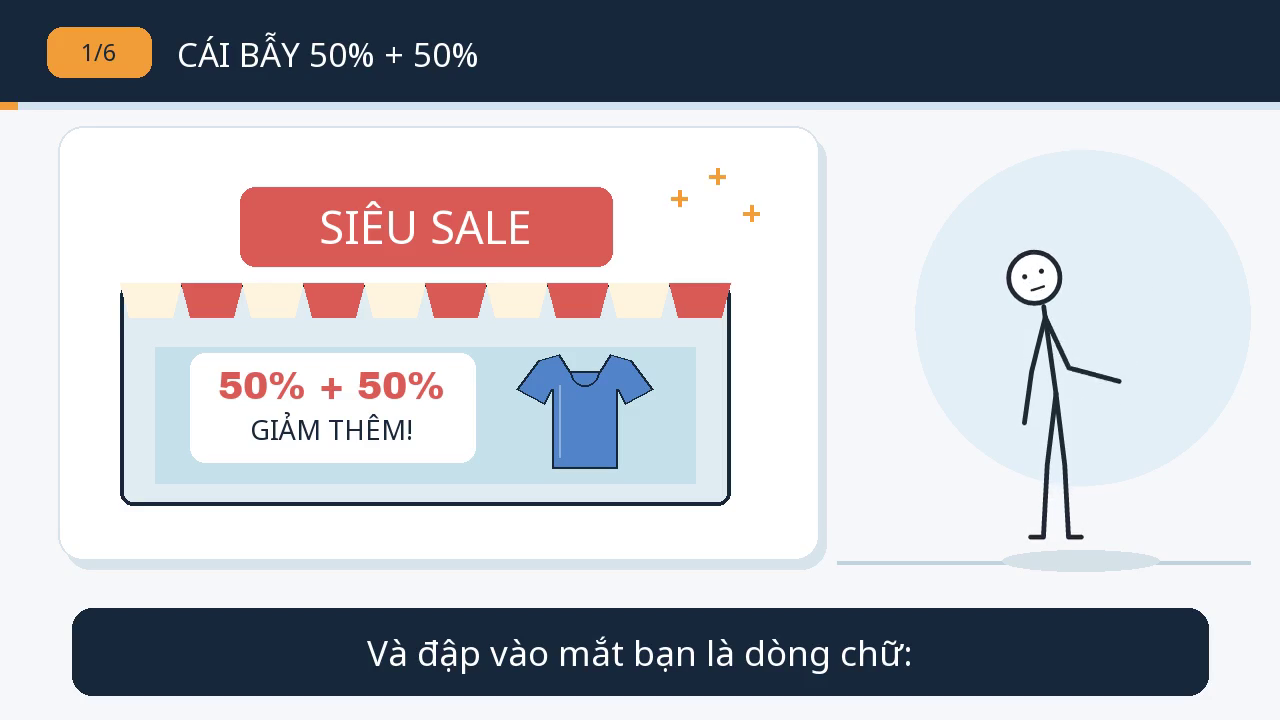 1/6
CÁI BẪY 50% + 50%
SIÊU SALE
50% + 50%
GIẢM THÊM!
Và đập vào mắt bạn là dòng chữ: